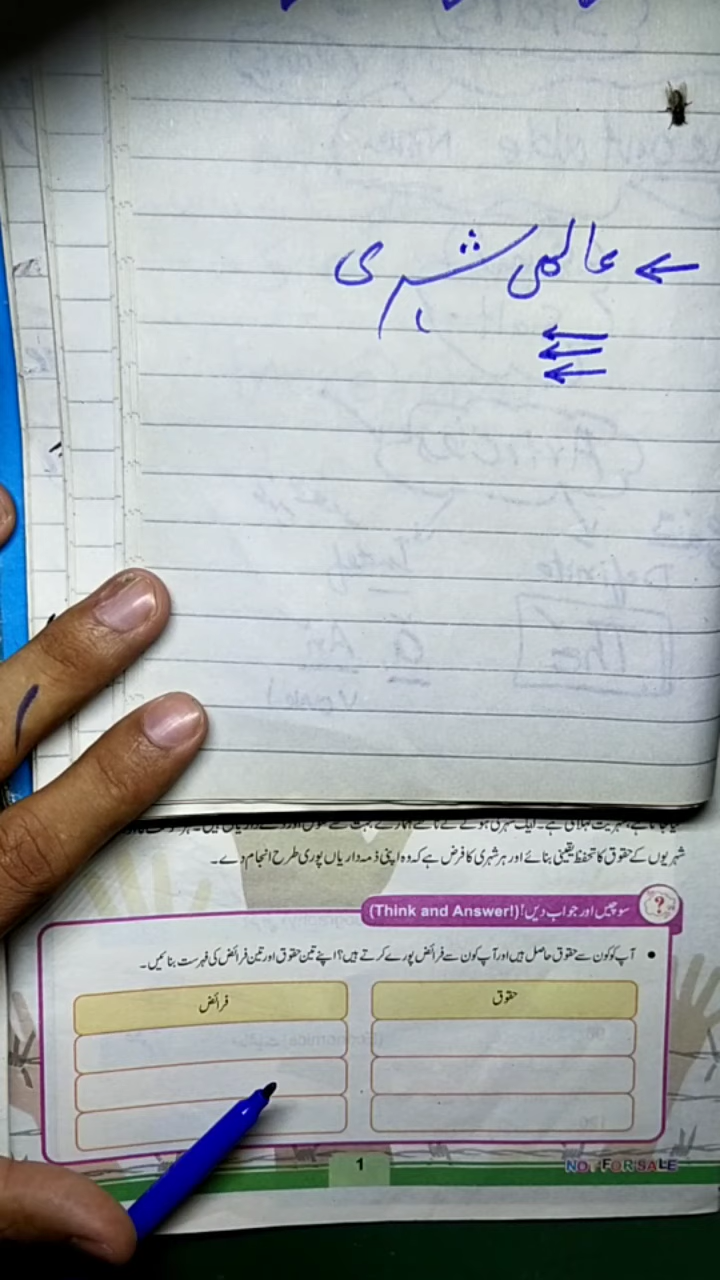 ← عالمی شہری
شہریوں کے حقوق کا تحفظ یقینی بنائے اور ہر شہری کا فرض ہے کہ وہ اپنی ذمہ داریاں پوری طرح انجام دے۔
سوچیں اور جواب دیں! (Think and Answer!)
• آپ کو کون سے حقوق حاصل ہیں اور آپ کون سے فرائض پورے کرتے ہیں؟ اپنے تین حقوق اور تین فرائض کی فہرست بنائیں۔
حقوق
فرائض
1
NOT FOR SALE